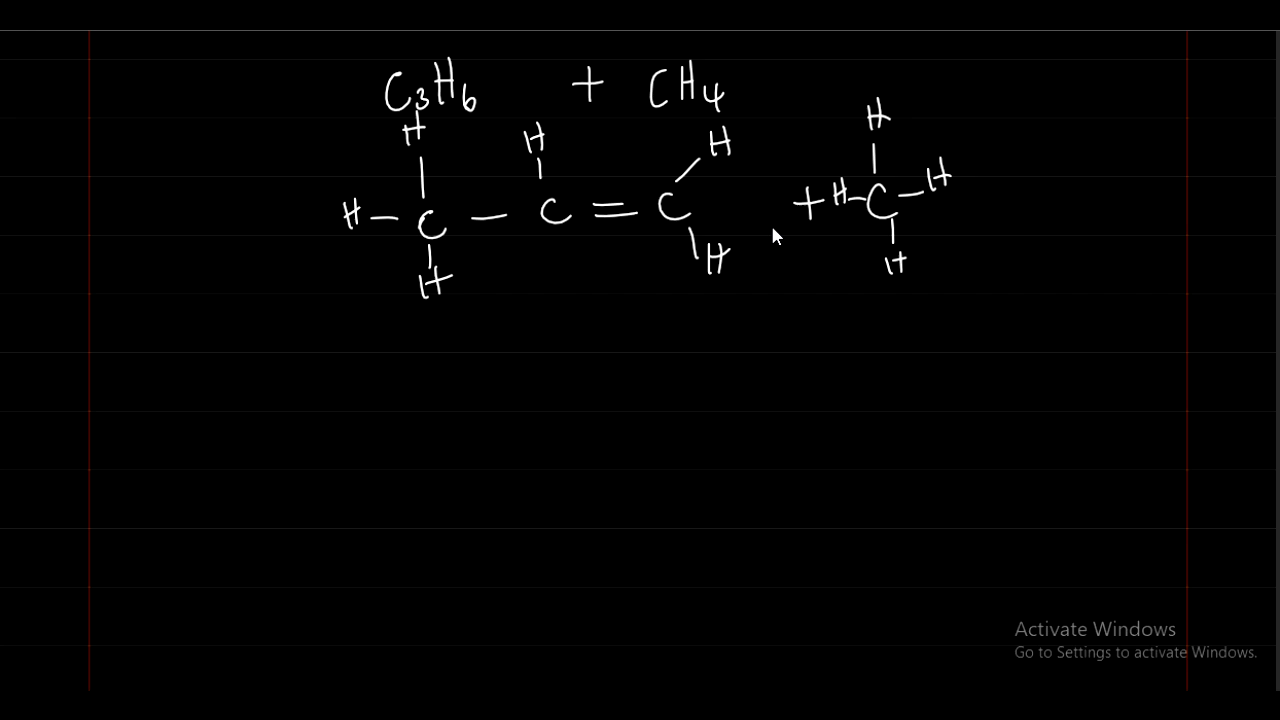 C3H6 + CH4
H H H H
H - C - C = C + H - C - H
H H H
Activate Windows
Go to Settings to activate Windows.